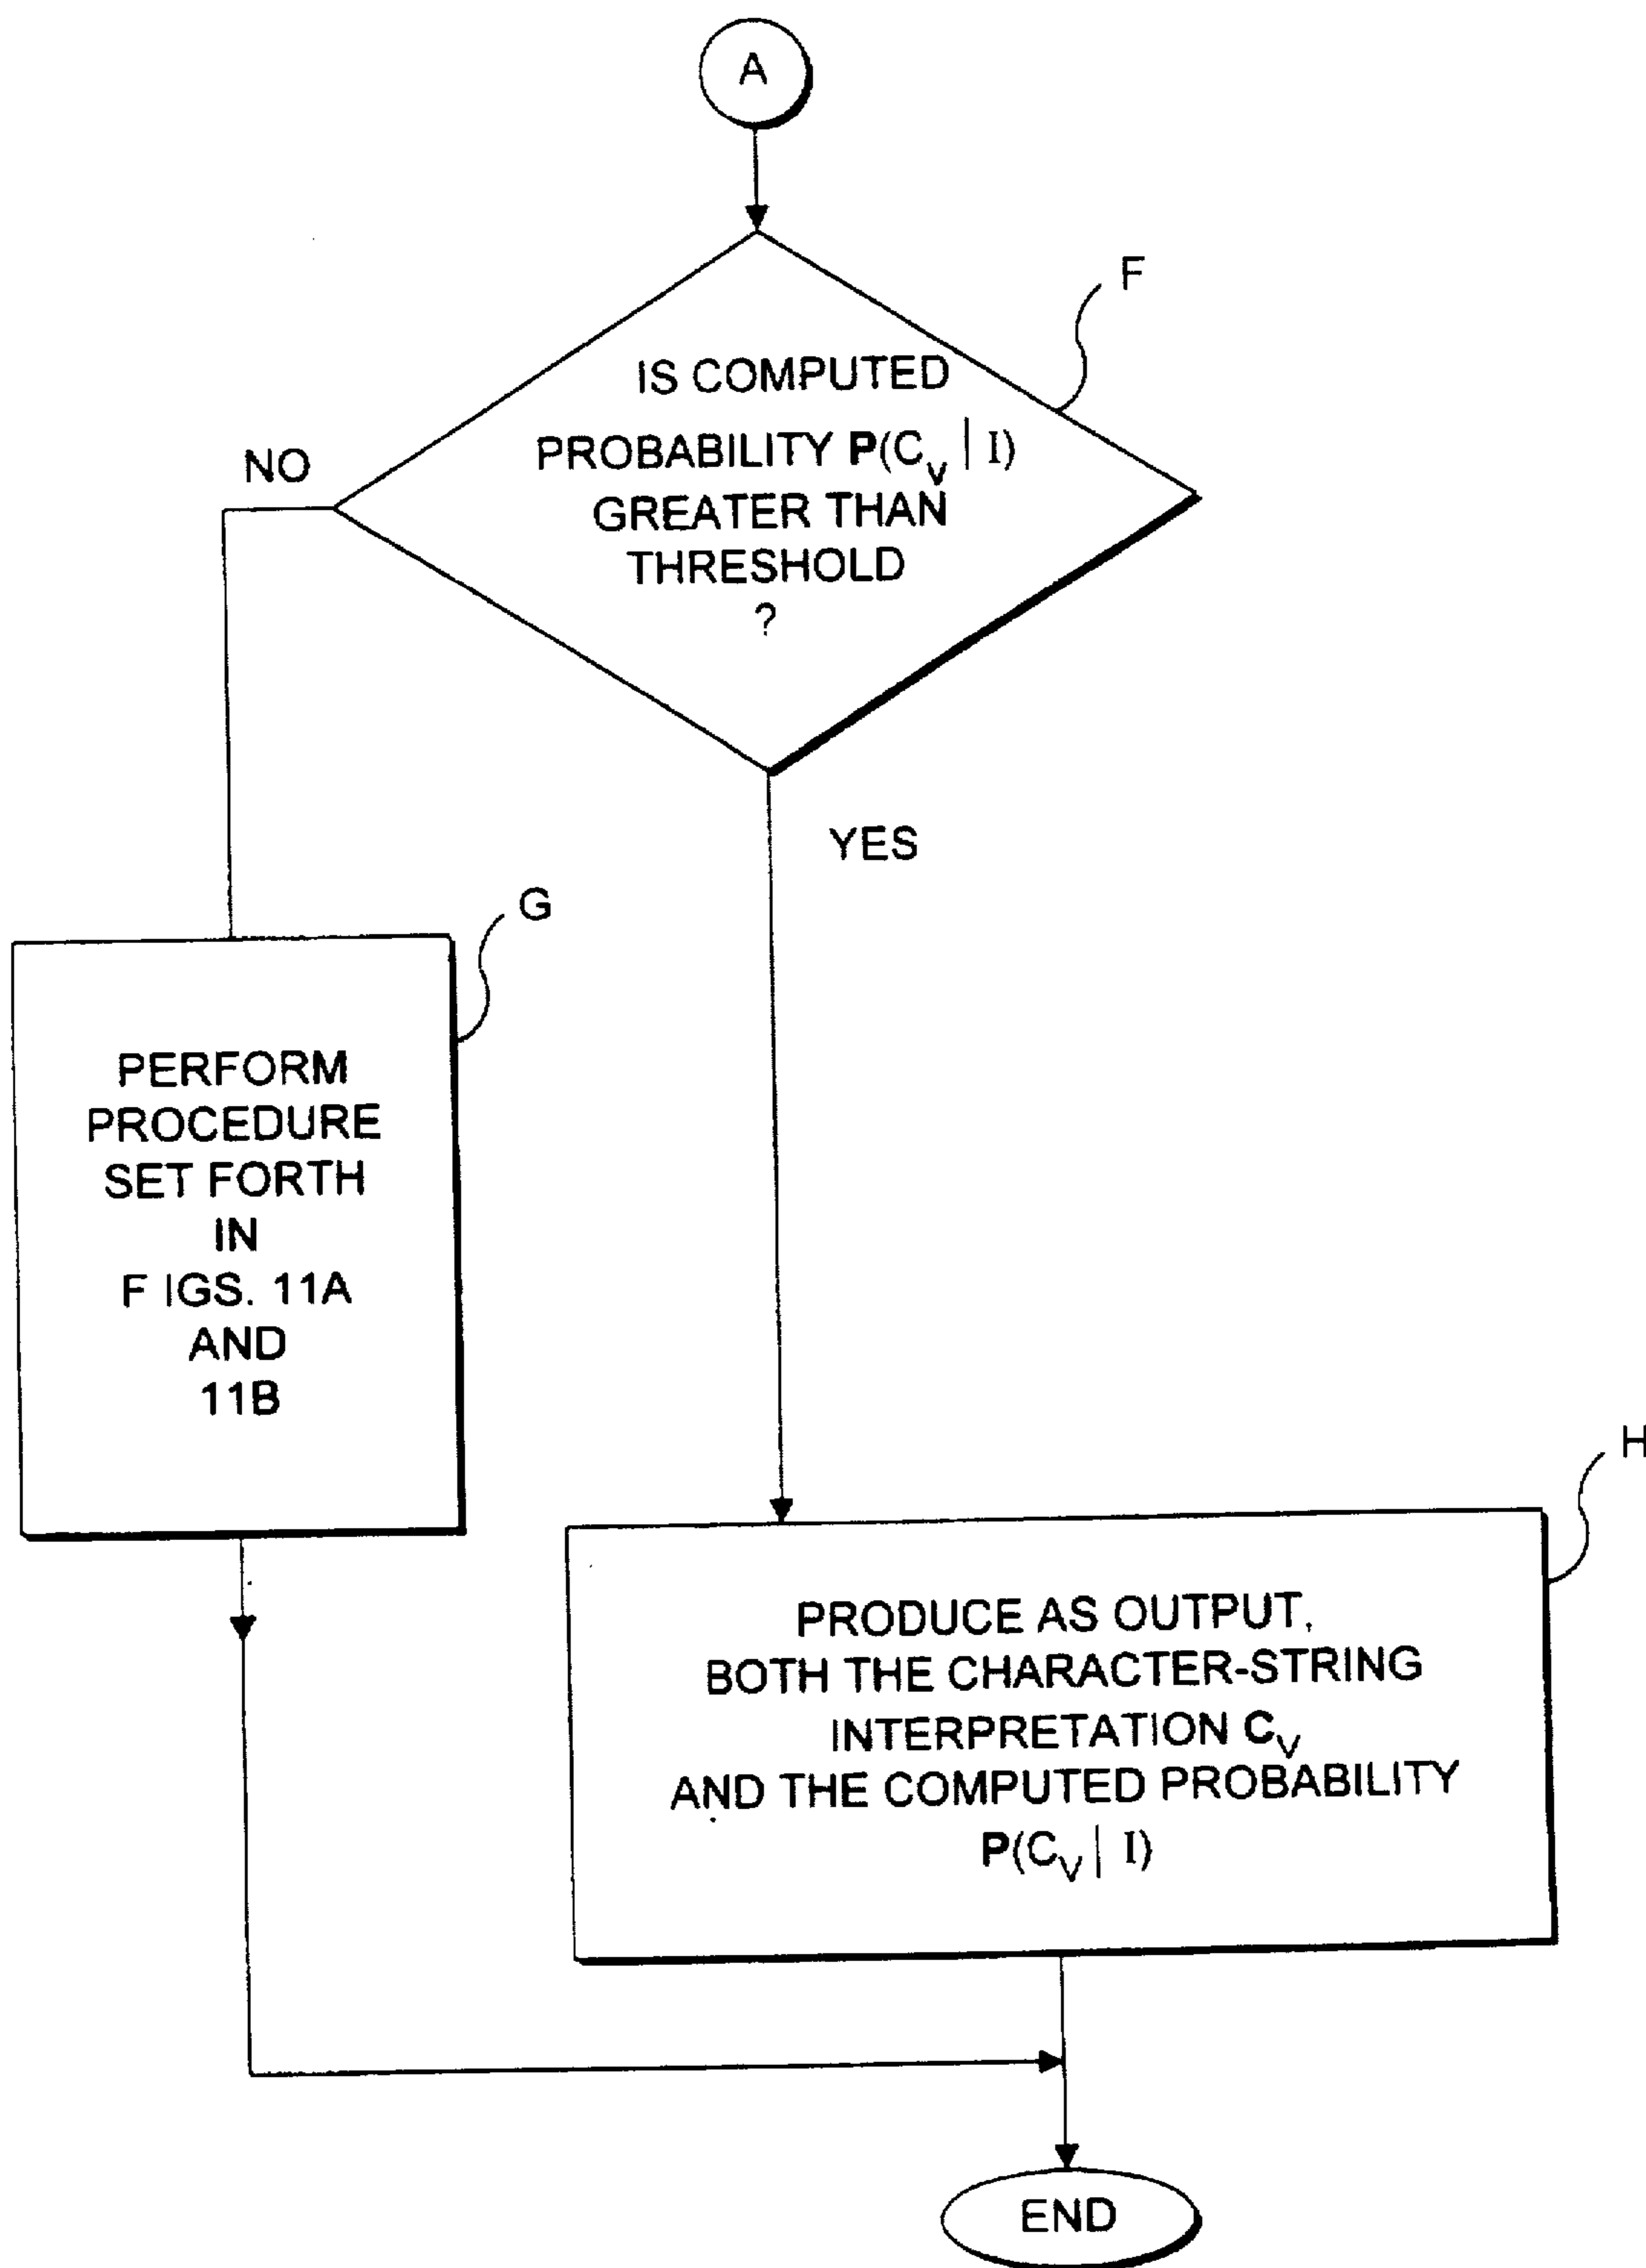 A
F
IS COMPUTED
PROBABILITY P(C_V | I)
GREATER THAN
THRESHOLD
?
NO
YES
G
PERFORM
PROCEDURE
SET FORTH
IN
F IGS. 11A
AND
11B
H
PRODUCE AS OUTPUT,
BOTH THE CHARACTER-STRING
INTERPRETATION C_V
AND THE COMPUTED PROBABILITY
P(C_V | I)
END